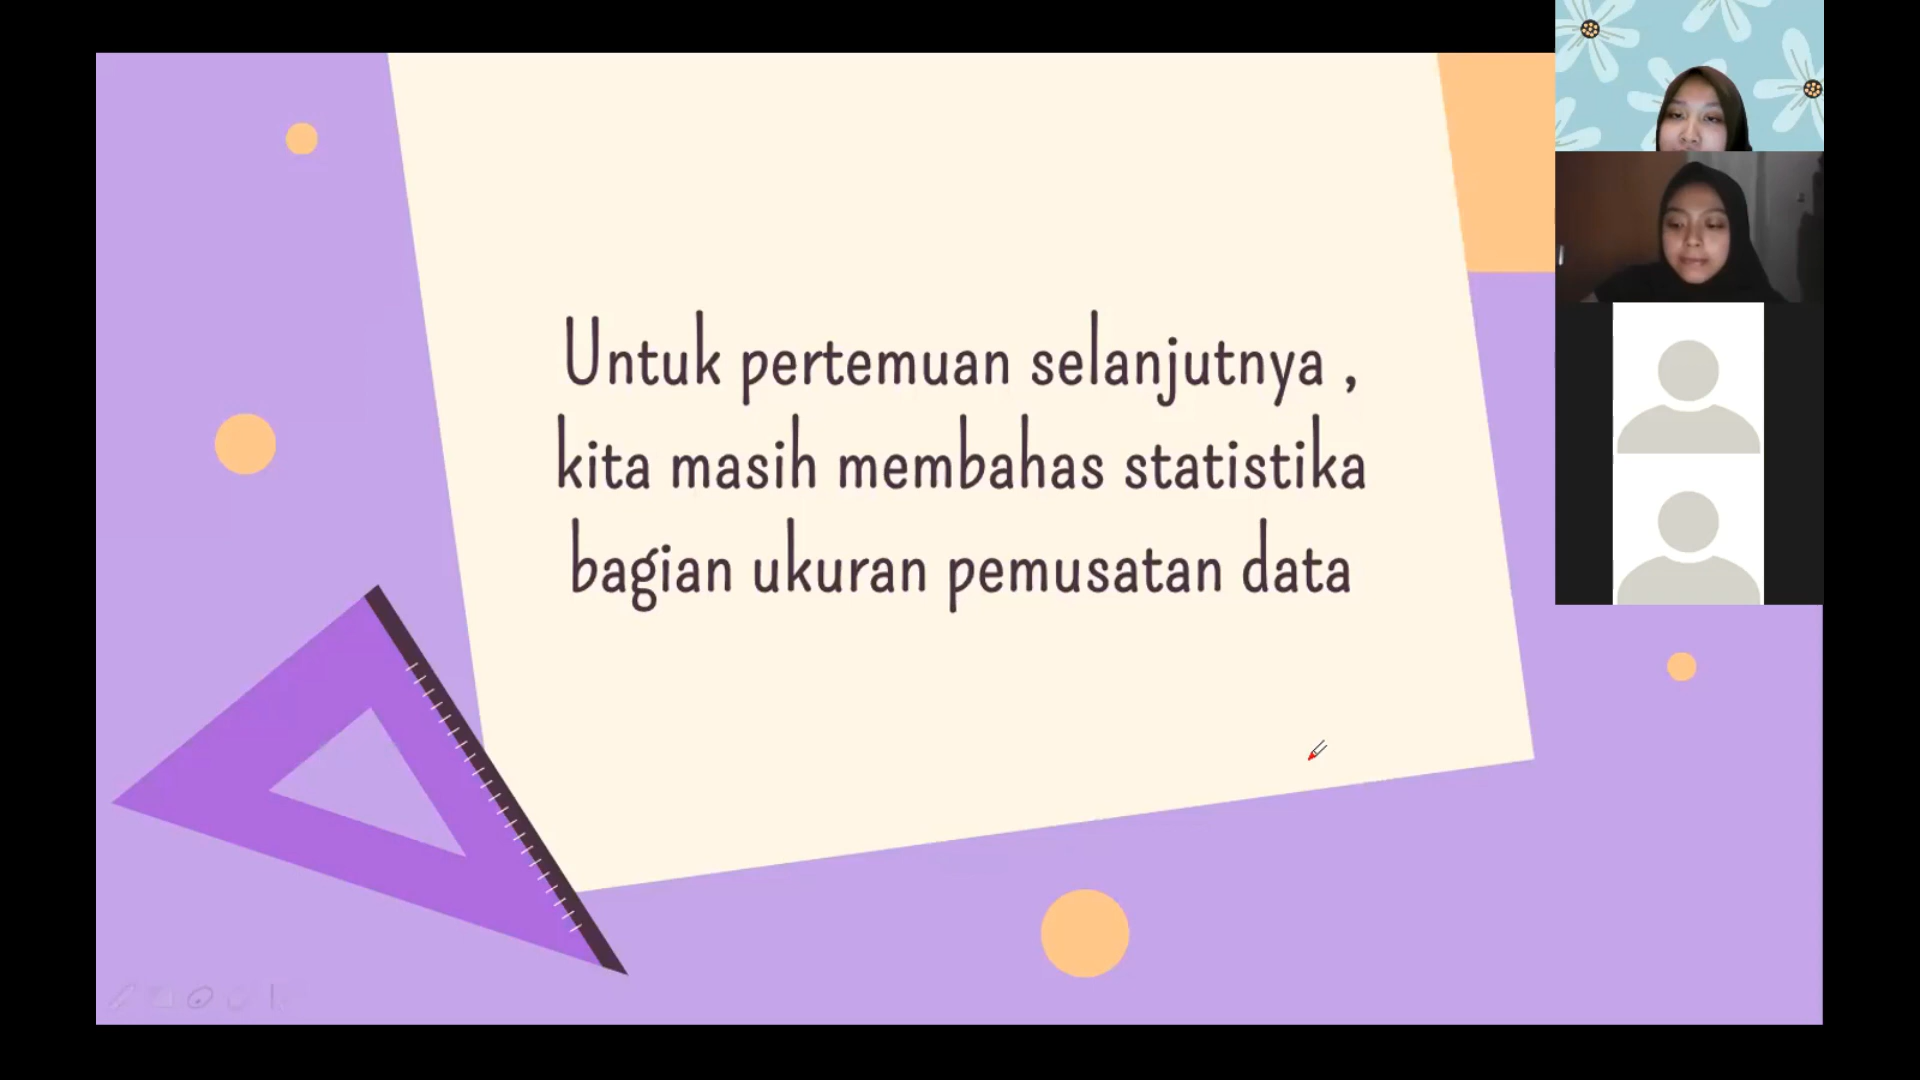 Untuk pertemuan selanjutnya ,
kita masih membahas statistika
bagian ukuran pemusatan data